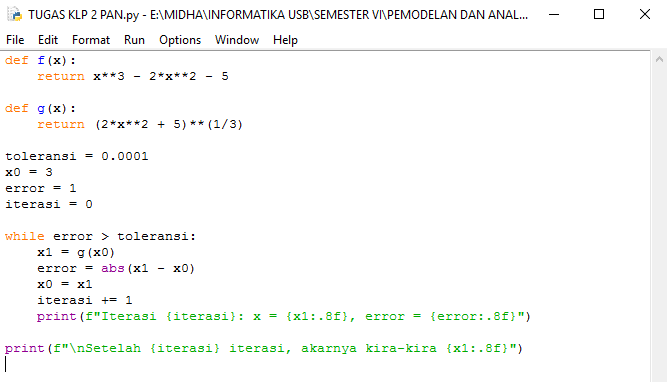 TUGAS KLP 2 PAN.py - E:\MIDHA\INFORMATIKA USB\SEMESTER VI\PEMODELAN DAN ANAL...
File Edit Format Run Options Window Help
def f(x):
    return x**3 - 2*x**2 - 5

def g(x):
    return (2*x**2 + 5)**(1/3)

toleransi = 0.0001
x0 = 3
error = 1
iterasi = 0

while error > toleransi:
    x1 = g(x0)
    error = abs(x1 - x0)
    x0 = x1
    iterasi += 1
    print(f"Iterasi {iterasi}: x = {x1:.8f}, error = {error:.8f}")

print(f"\nSetelah {iterasi} iterasi, akarnya kira-kira {x1:.8f}")